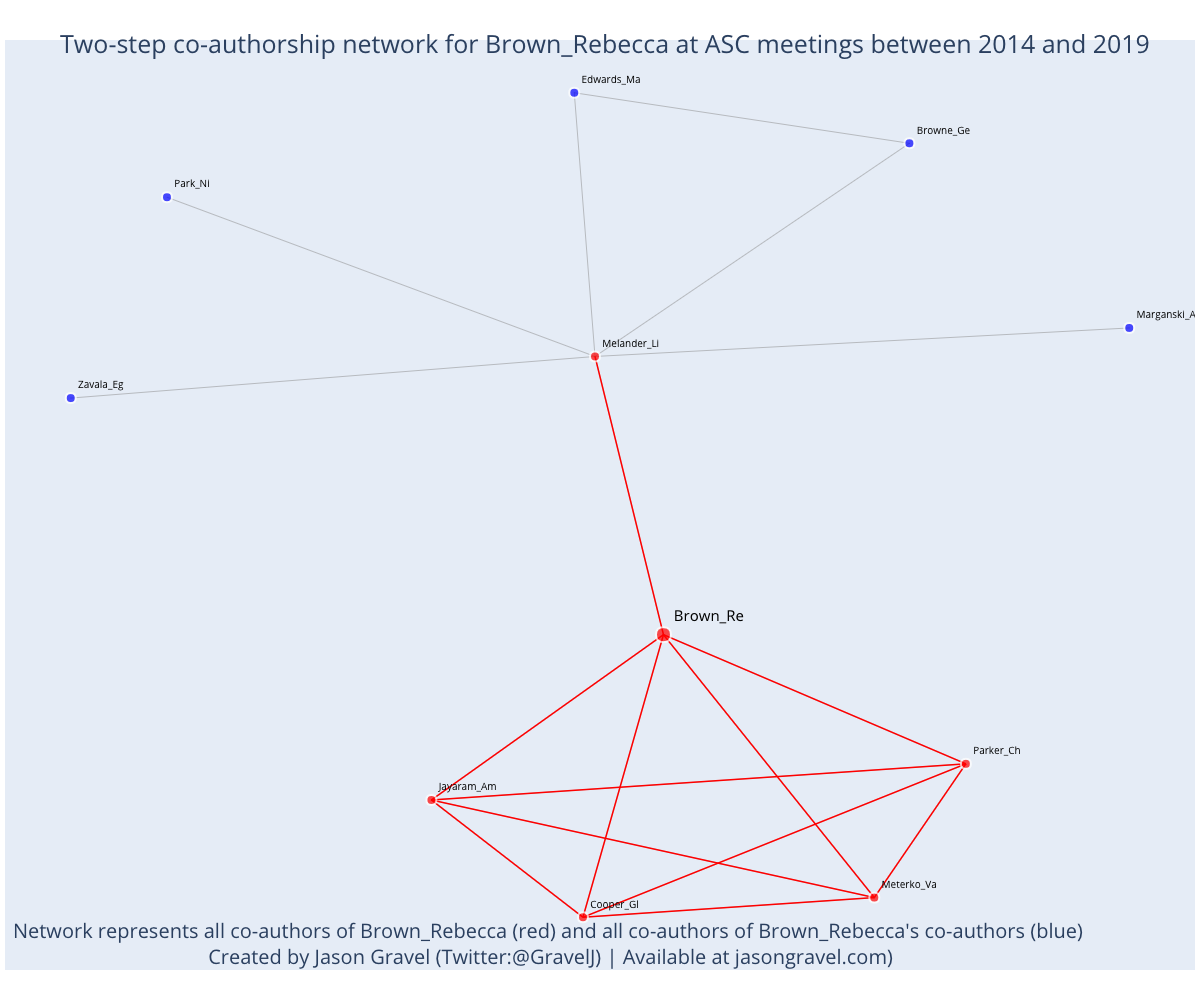 Two-step co-authorship network for Brown_Rebecca at ASC meetings between 2014 and 2019
Edwards_Ma
Browne_Ge
Park_Ni
Marganski_A
Melander_Li
Zavala_Eg
Brown_Re
Parker_Ch
Jayaram_Am
Meterko_Va
Cooper_Gl
Network represents all co-authors of Brown_Rebecca (red) and all co-authors of Brown_Rebecca's co-authors (blue)
Created by Jason Gravel (Twitter:@GravelJ) | Available at jasongravel.com)